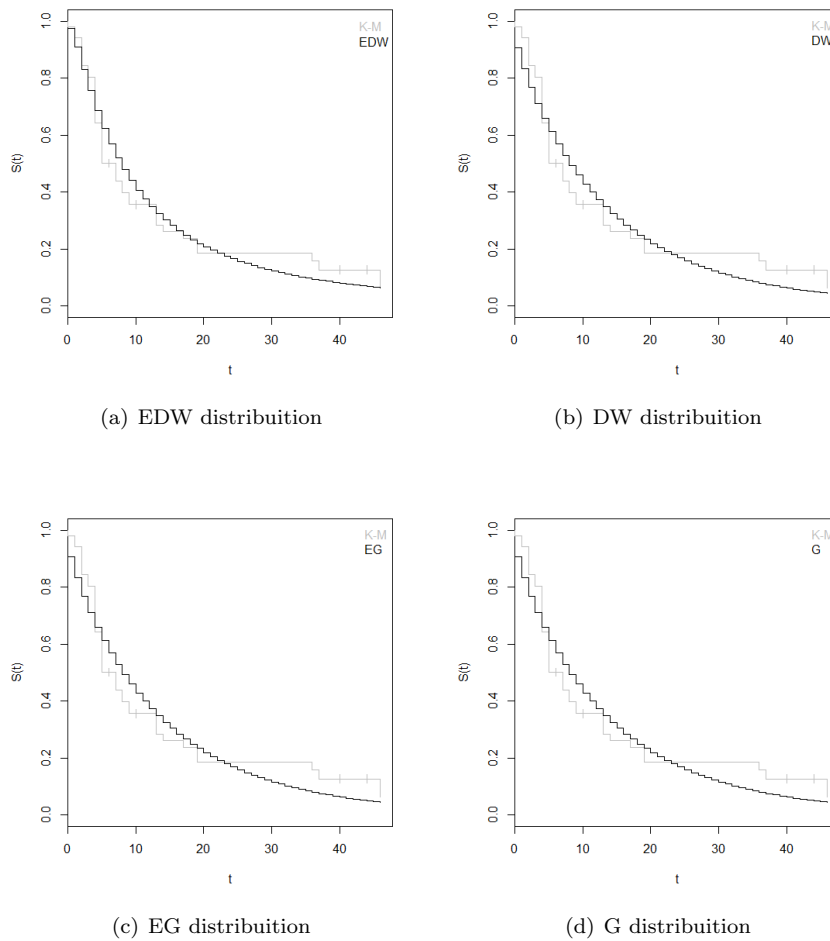 1.0
0.8
0.6
0.4
0.2
0.0
S(t)
K-M
EDW
0 10 20 30 40
t
(a) EDW distribuition
1.0
0.8
0.6
0.4
0.2
0.0
S(t)
K-M
DW
0 10 20 30 40
t
(b) DW distribuition
1.0
0.8
0.6
0.4
0.2
0.0
S(t)
K-M
EG
0 10 20 30 40
t
(c) EG distribuition
1.0
0.8
0.6
0.4
0.2
0.0
S(t)
K-M
G
0 10 20 30 40
t
(d) G distribuition